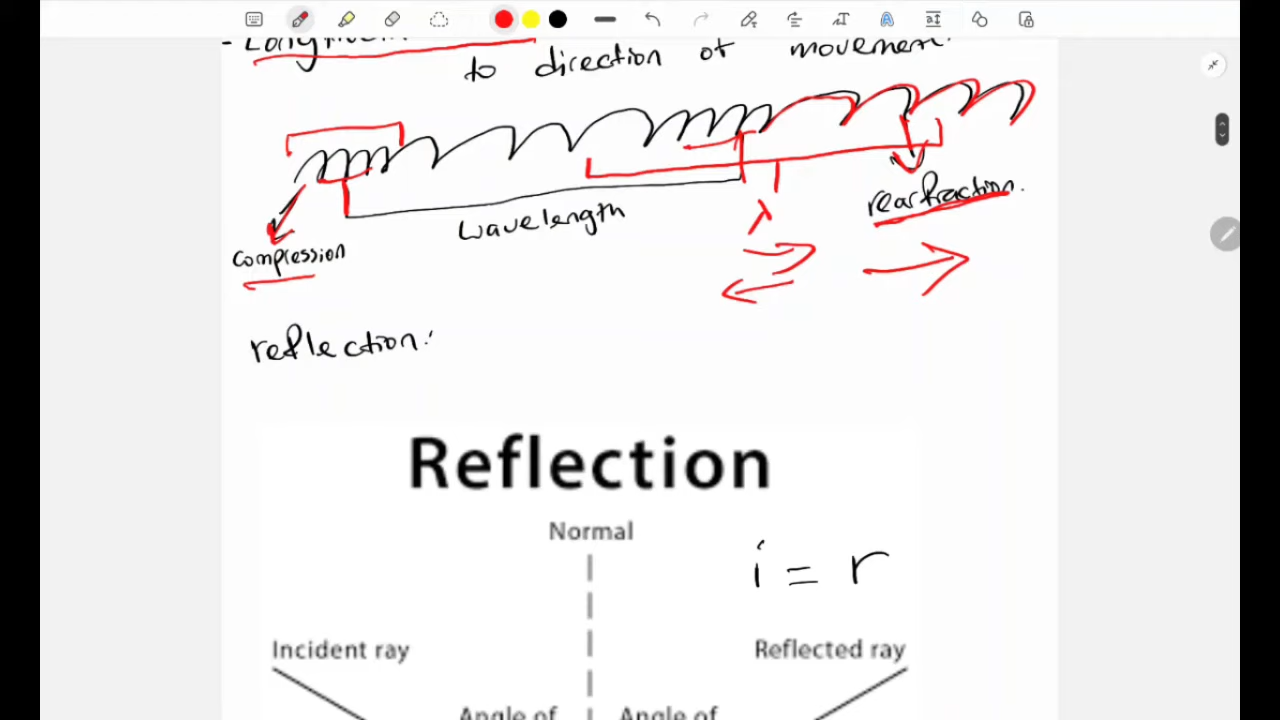 to direction of movement.
wavelength
λ
rearfraction.
compression
reflection:
Reflection
Normal
i = r
Incident ray
Reflected ray
Angle of
Angle of